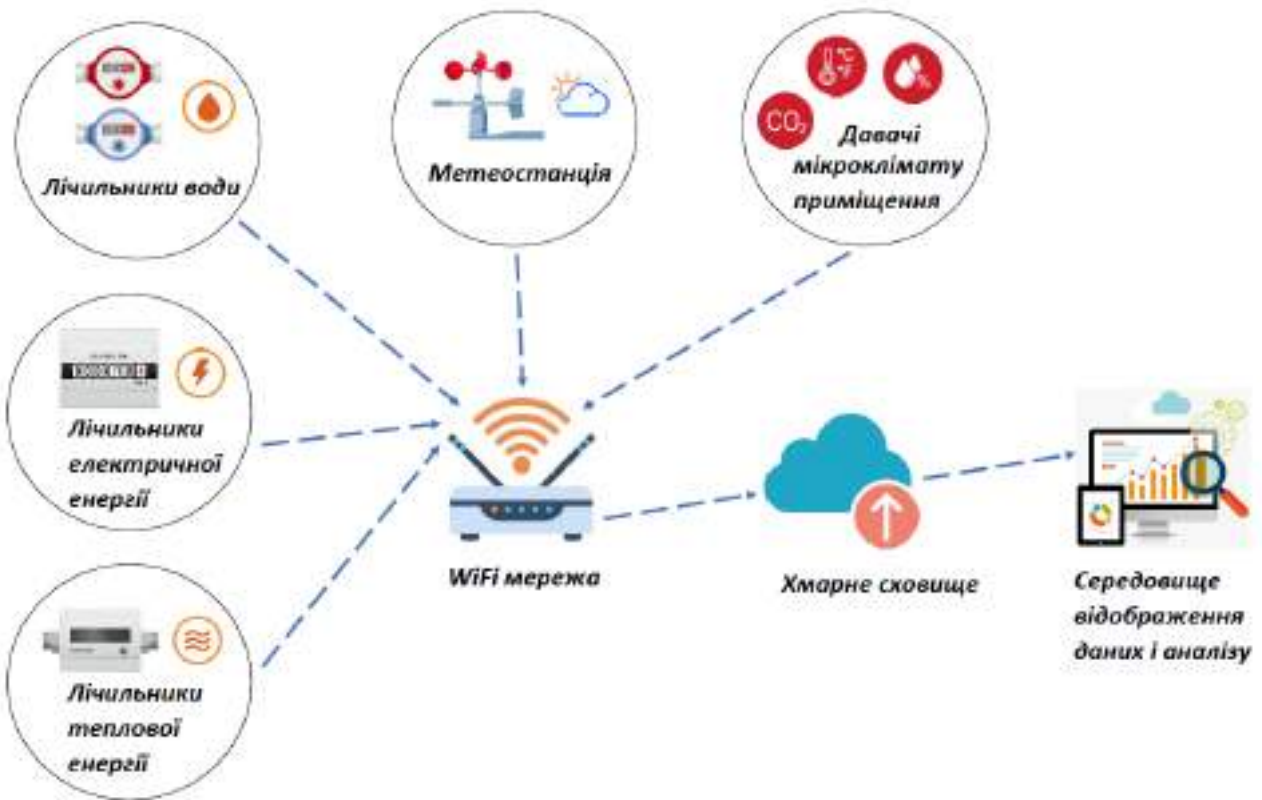 Лічильники води
Метеостанція
°C
°F
%
CO₂
Давачі
мікроклімату
приміщення
Лічильники
електричної
енергії
WiFi мережа
Хмарне сховище
Середовище
відображення
даних і аналізу
Лічильники
теплової
енергії